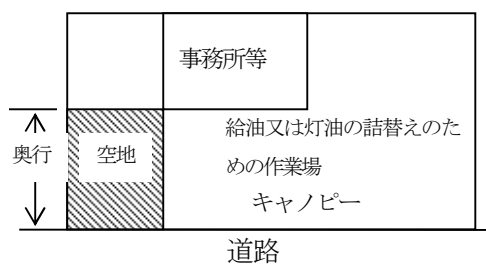 事務所等
奥行
空地
給油又は灯油の詰替えのた
めの作業場
キャノピー
道路